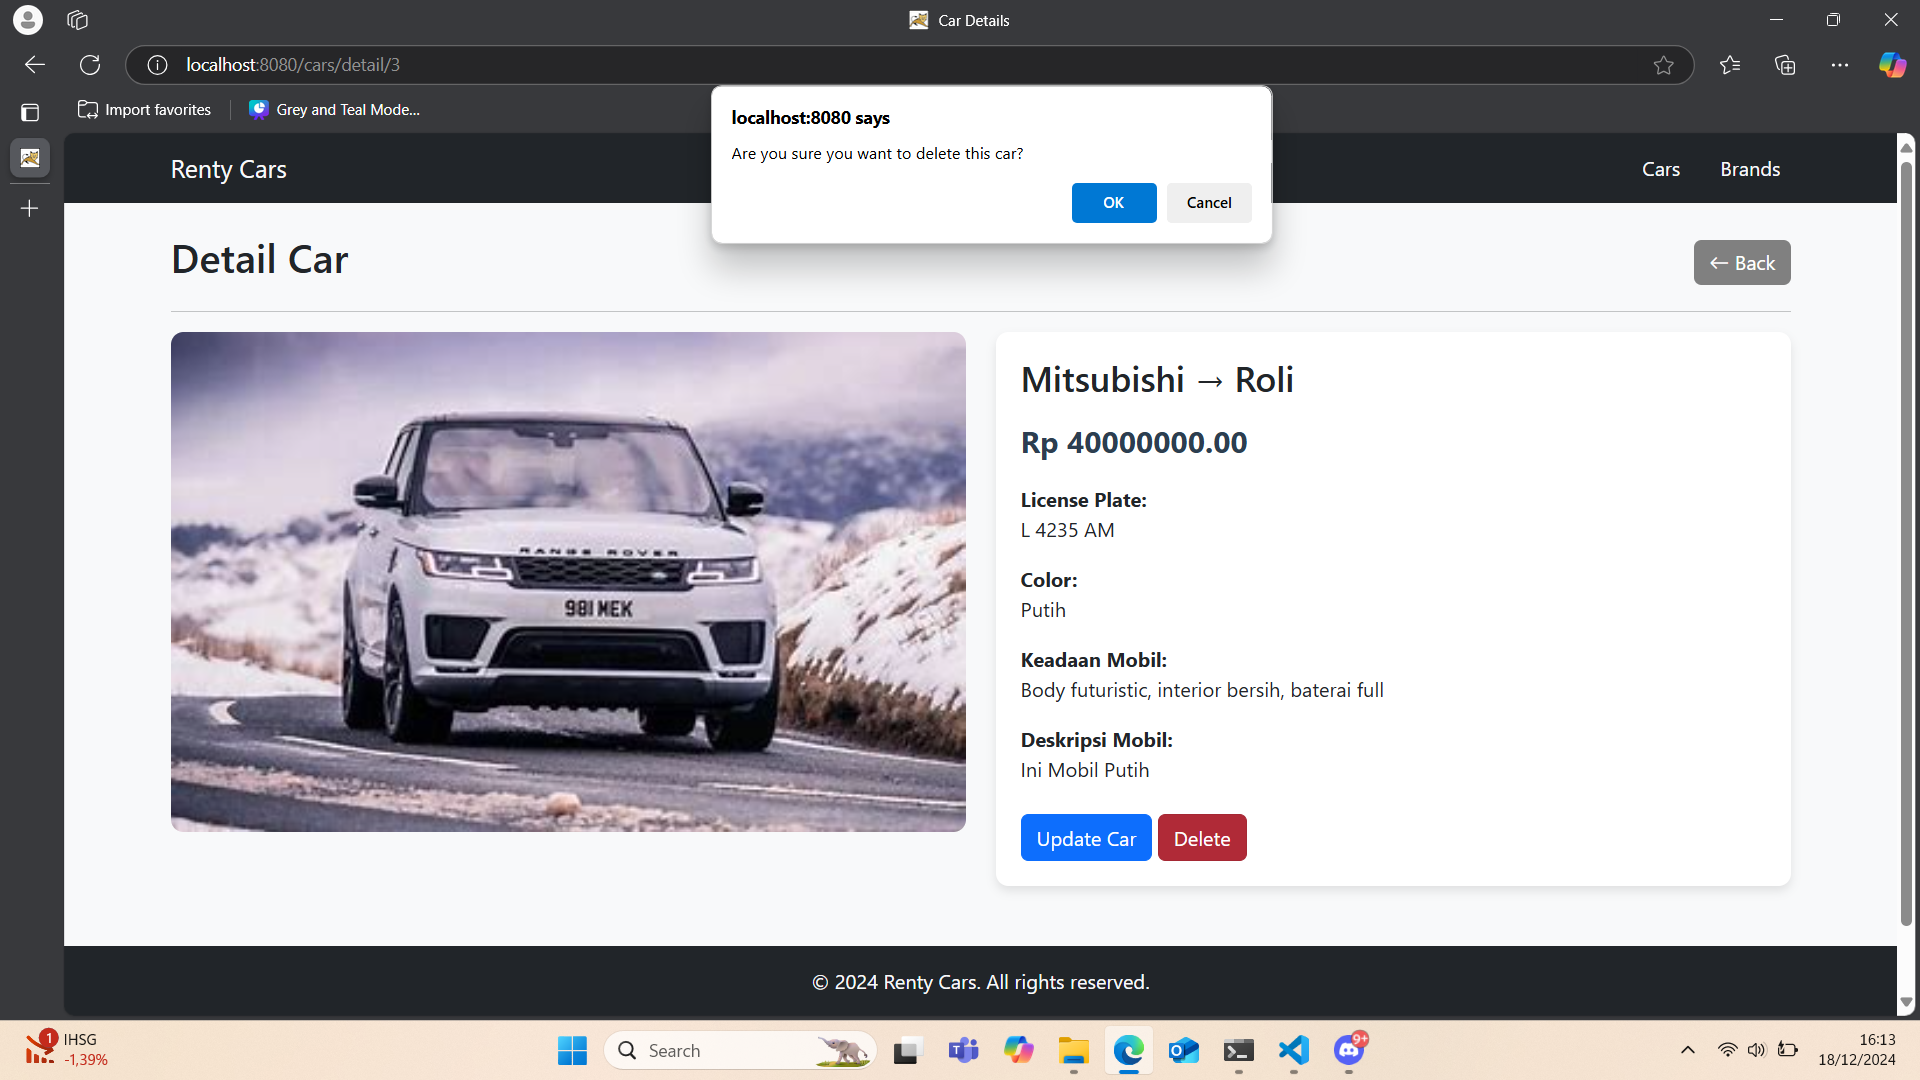 Car Details
localhost:8080/cars/detail/3
Import favorites
Grey and Teal Mode...
localhost:8080 says
Are you sure you want to delete this car?
OK
Cancel
Renty Cars
Cars
Brands
Detail Car
← Back
RANGE ROVER
981 MEK
Mitsubishi → Roli
Rp 40000000.00
License Plate:
L 4235 AM
Color:
Putih
Keadaan Mobil:
Body futuristic, interior bersih, baterai full
Deskripsi Mobil:
Ini Mobil Putih
Update Car
Delete
© 2024 Renty Cars. All rights reserved.
1
IHSG
-1,39%
Search
9+
16:13
18/12/2024